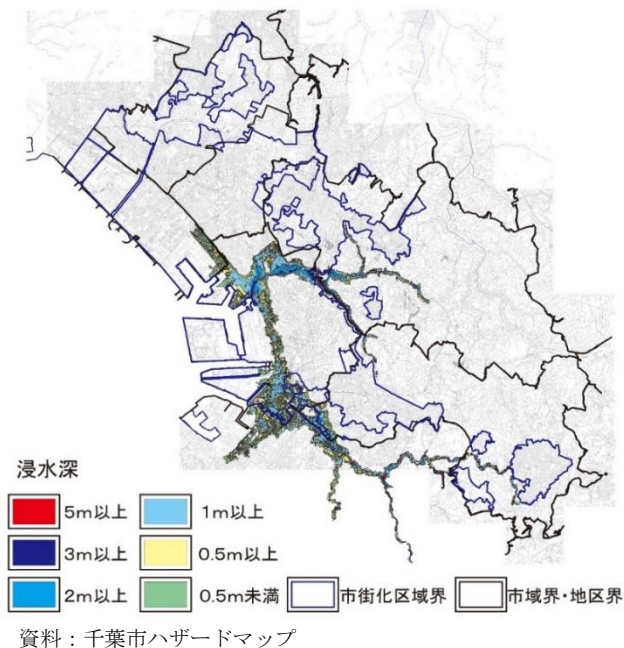 浸水深
5m以上 1m以上
3m以上 0.5m以上
2m以上 0.5m未満 市街化区域界 市域界・地区界
資料：千葉市ハザードマップ